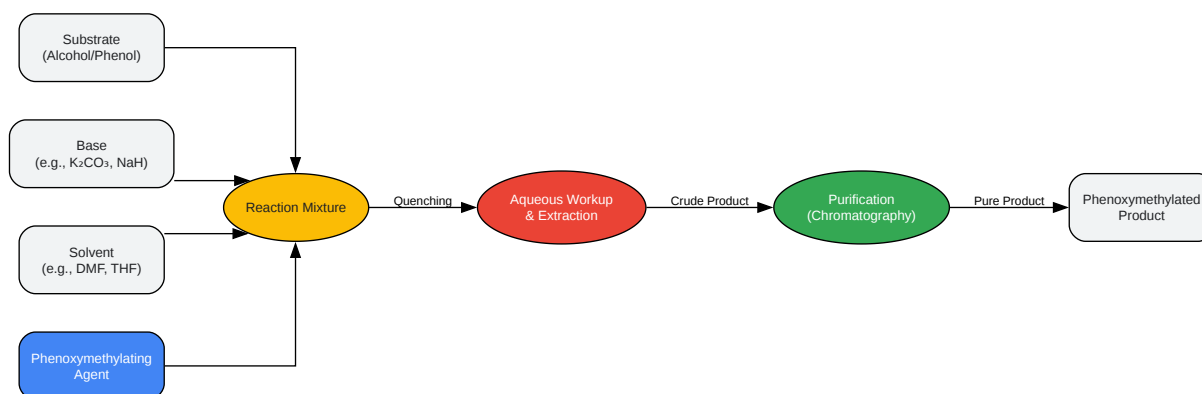 Substrate
(Alcohol/Phenol)
Base
(e.g., K₂CO₃, NaH)
Solvent
(e.g., DMF, THF)
Phenoxymethylating
Agent
Reaction Mixture
Quenching
Aqueous Workup
& Extraction
Crude Product
Purification
(Chromatography)
Pure Product
Phenoxymethylated
Product